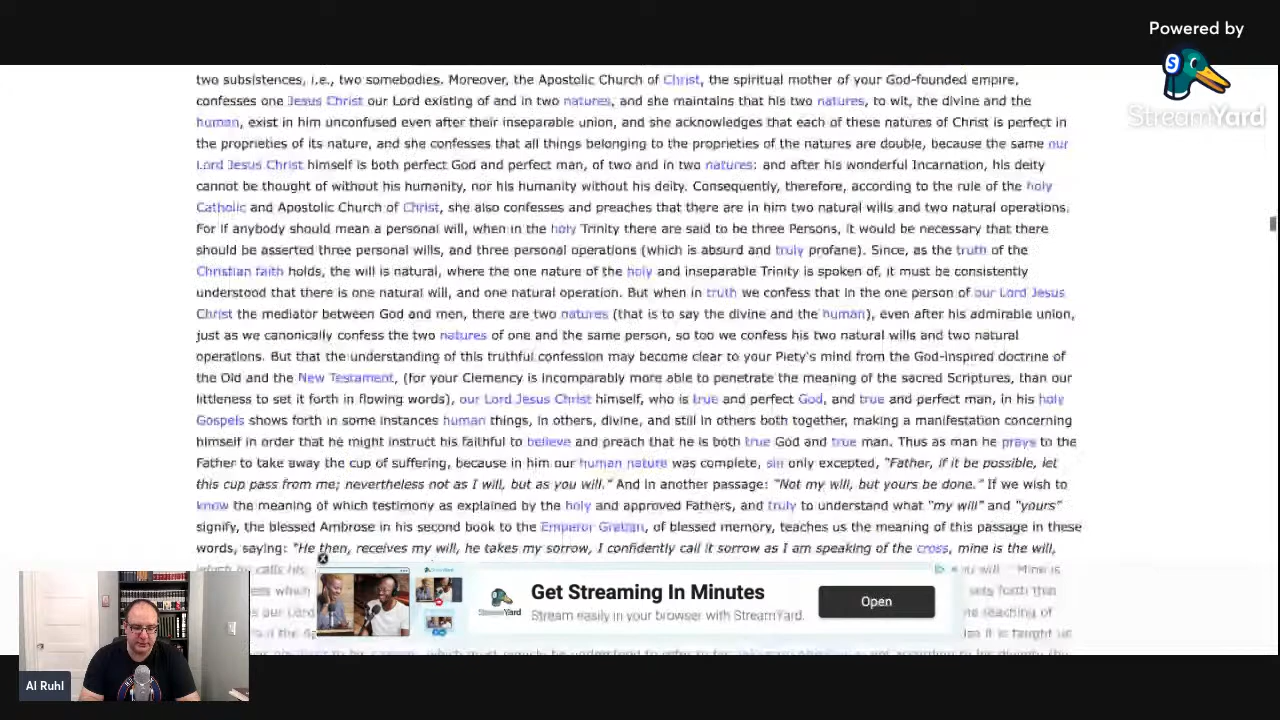 Powered by
StreamYard
two subsistences, i.e., two somebodies. Moreover, the Apostolic Church of Christ, the spiritual mother of your God-founded empire,
confesses one Jesus Christ our Lord existing of and in two natures, and she maintains that his two natures, to wit, the divine and the
human, exist in him unconfused even after their inseparable union, and she acknowledges that each of these natures of Christ is perfect in
the proprieties of its nature, and she confesses that all things belonging to the proprieties of the natures are double, because the same our
Lord Jesus Christ himself is both perfect God and perfect man, of two and in two natures: and after his wonderful Incarnation, his deity
cannot be thought of without his humanity, nor his humanity without his deity. Consequently, therefore, according to the rule of the holy
Catholic and Apostolic Church of Christ, she also confesses and preaches that there are in him two natural wills and two natural operations.
For if anybody should mean a personal will, when in the holy Trinity there are said to be three Persons, it would be necessary that there
should be asserted three personal wills, and three personal operations (which is absurd and truly profane). Since, as the truth of the
Christian faith holds, the will is natural, where the one nature of the holy and inseparable Trinity is spoken of, it must be consistently
understood that there is one natural will, and one natural operation. But when in truth we confess that in the one person of our Lord Jesus
Christ the mediator between God and men, there are two natures (that is to say the divine and the human), even after his admirable union,
just as we canonically confess the two natures of one and the same person, so too we confess his two natural wills and two natural
operations. But that the understanding of this truthful confession may become clear to your Piety's mind from the God-inspired doctrine of
the Old and the New Testament, (for your Clemency is incomparably more able to penetrate the meaning of the sacred Scriptures, than our
littleness to set it forth in flowing words), our Lord Jesus Christ himself, who is true and perfect God, and true and perfect man, in his holy
Gospels shows forth in some instances human things, in others, divine, and still in others both together, making a manifestation concerning
himself in order that he might instruct his faithful to believe and preach that he is both true God and true man. Thus as man he prays to the
Father to take away the cup of suffering, because in him our human nature was complete, sin only excepted, "Father, if it be possible, let
this cup pass from me; nevertheless not as I will, but as you will." And in another passage: "Not my will, but yours be done." If we wish to
know the meaning of which testimony as explained by the holy and approved Fathers, and truly to understand what "my will" and "yours"
signify, the blessed Ambrose in his second book to the Emperor Gratian, of blessed memory, teaches us the meaning of this passage in these
words, saying: "He then, receives my will, he takes my sorrow, I confidently call it sorrow as I am speaking of the cross, mine is the will,
Get Streaming In Minutes
Stream easily in your browser with StreamYard.
Open
StreamYard
Al Ruhl